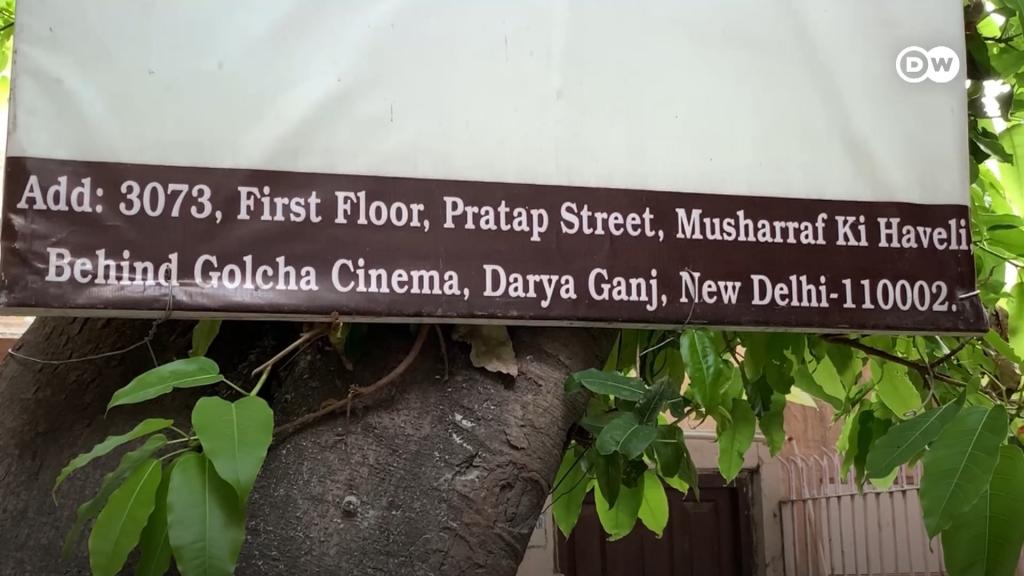 DW
Add: 3073, First Floor, Pratap Street, Musharraf Ki Haveli,
Behind Golcha Cinema, Darya Ganj, New Delhi-110002.